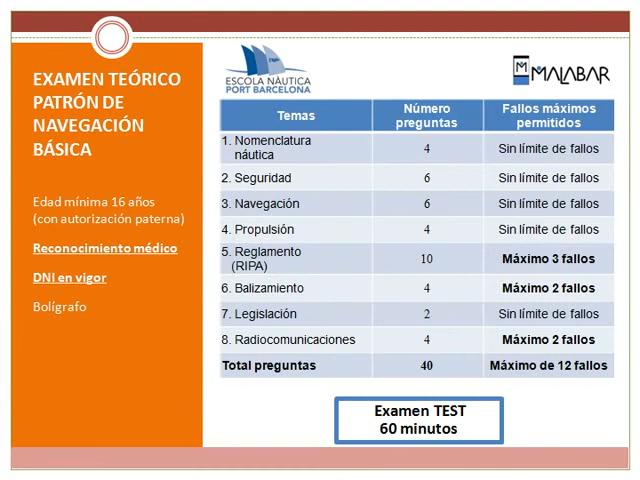 EXAMEN TEÓRICO
PATRÓN DE
NAVEGACIÓN
BÁSICA
Edad mínima 16 años
(con autorización paterna)
Reconocimiento médico
DNI en vigor
Bolígrafo
ESCOLA NÀUTICA
PORT BARCELONA
MALABAR
Temas Número preguntas Fallos máximos permitidos
1. Nomenclatura náutica 4 Sin límite de fallos
2. Seguridad 6 Sin límite de fallos
3. Navegación 6 Sin límite de fallos
4. Propulsión 4 Sin límite de fallos
5. Reglamento (RIPA) 10 Máximo 3 fallos
6. Balizamiento 4 Máximo 2 fallos
7. Legislación 2 Sin límite de fallos
8. Radiocomunicaciones 4 Máximo 2 fallos
Total preguntas 40 Máximo de 12 fallos
Examen TEST
60 minutos